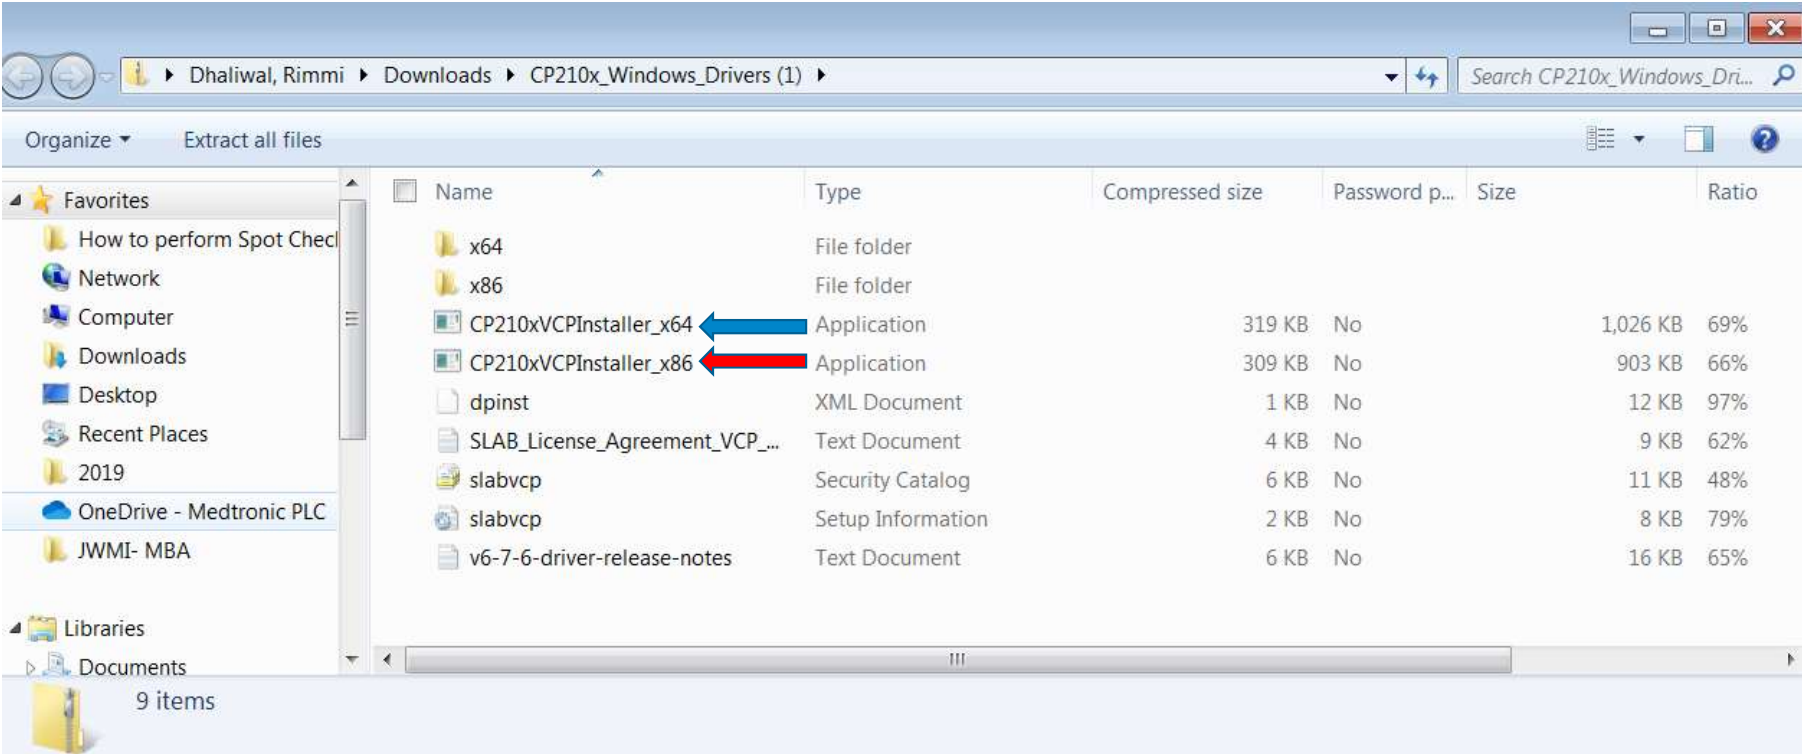 Dhaliwal, Rimmi ▸ Downloads ▸ CP210x_Windows_Drivers (1) ▸
Search CP210x_Windows_Dri...
Organize Extract all files
Name Type Compressed size Password p... Size Ratio
Favorites
How to perform Spot Chec
Network
Computer
Downloads
Desktop
Recent Places
2019
OneDrive - Medtronic PLC
JWMI- MBA
Libraries
Documents
x64 File folder
x86 File folder
CP210xVCPInstaller_x64 Application 319 KB No 1,026 KB 69%
CP210xVCPInstaller_x86 Application 309 KB No 903 KB 66%
dpinst XML Document 1 KB No 12 KB 97%
SLAB_License_Agreement_VCP_... Text Document 4 KB No 9 KB 62%
slabvcp Security Catalog 6 KB No 11 KB 48%
slabvcp Setup Information 2 KB No 8 KB 79%
v6-7-6-driver-release-notes Text Document 6 KB No 16 KB 65%
9 items